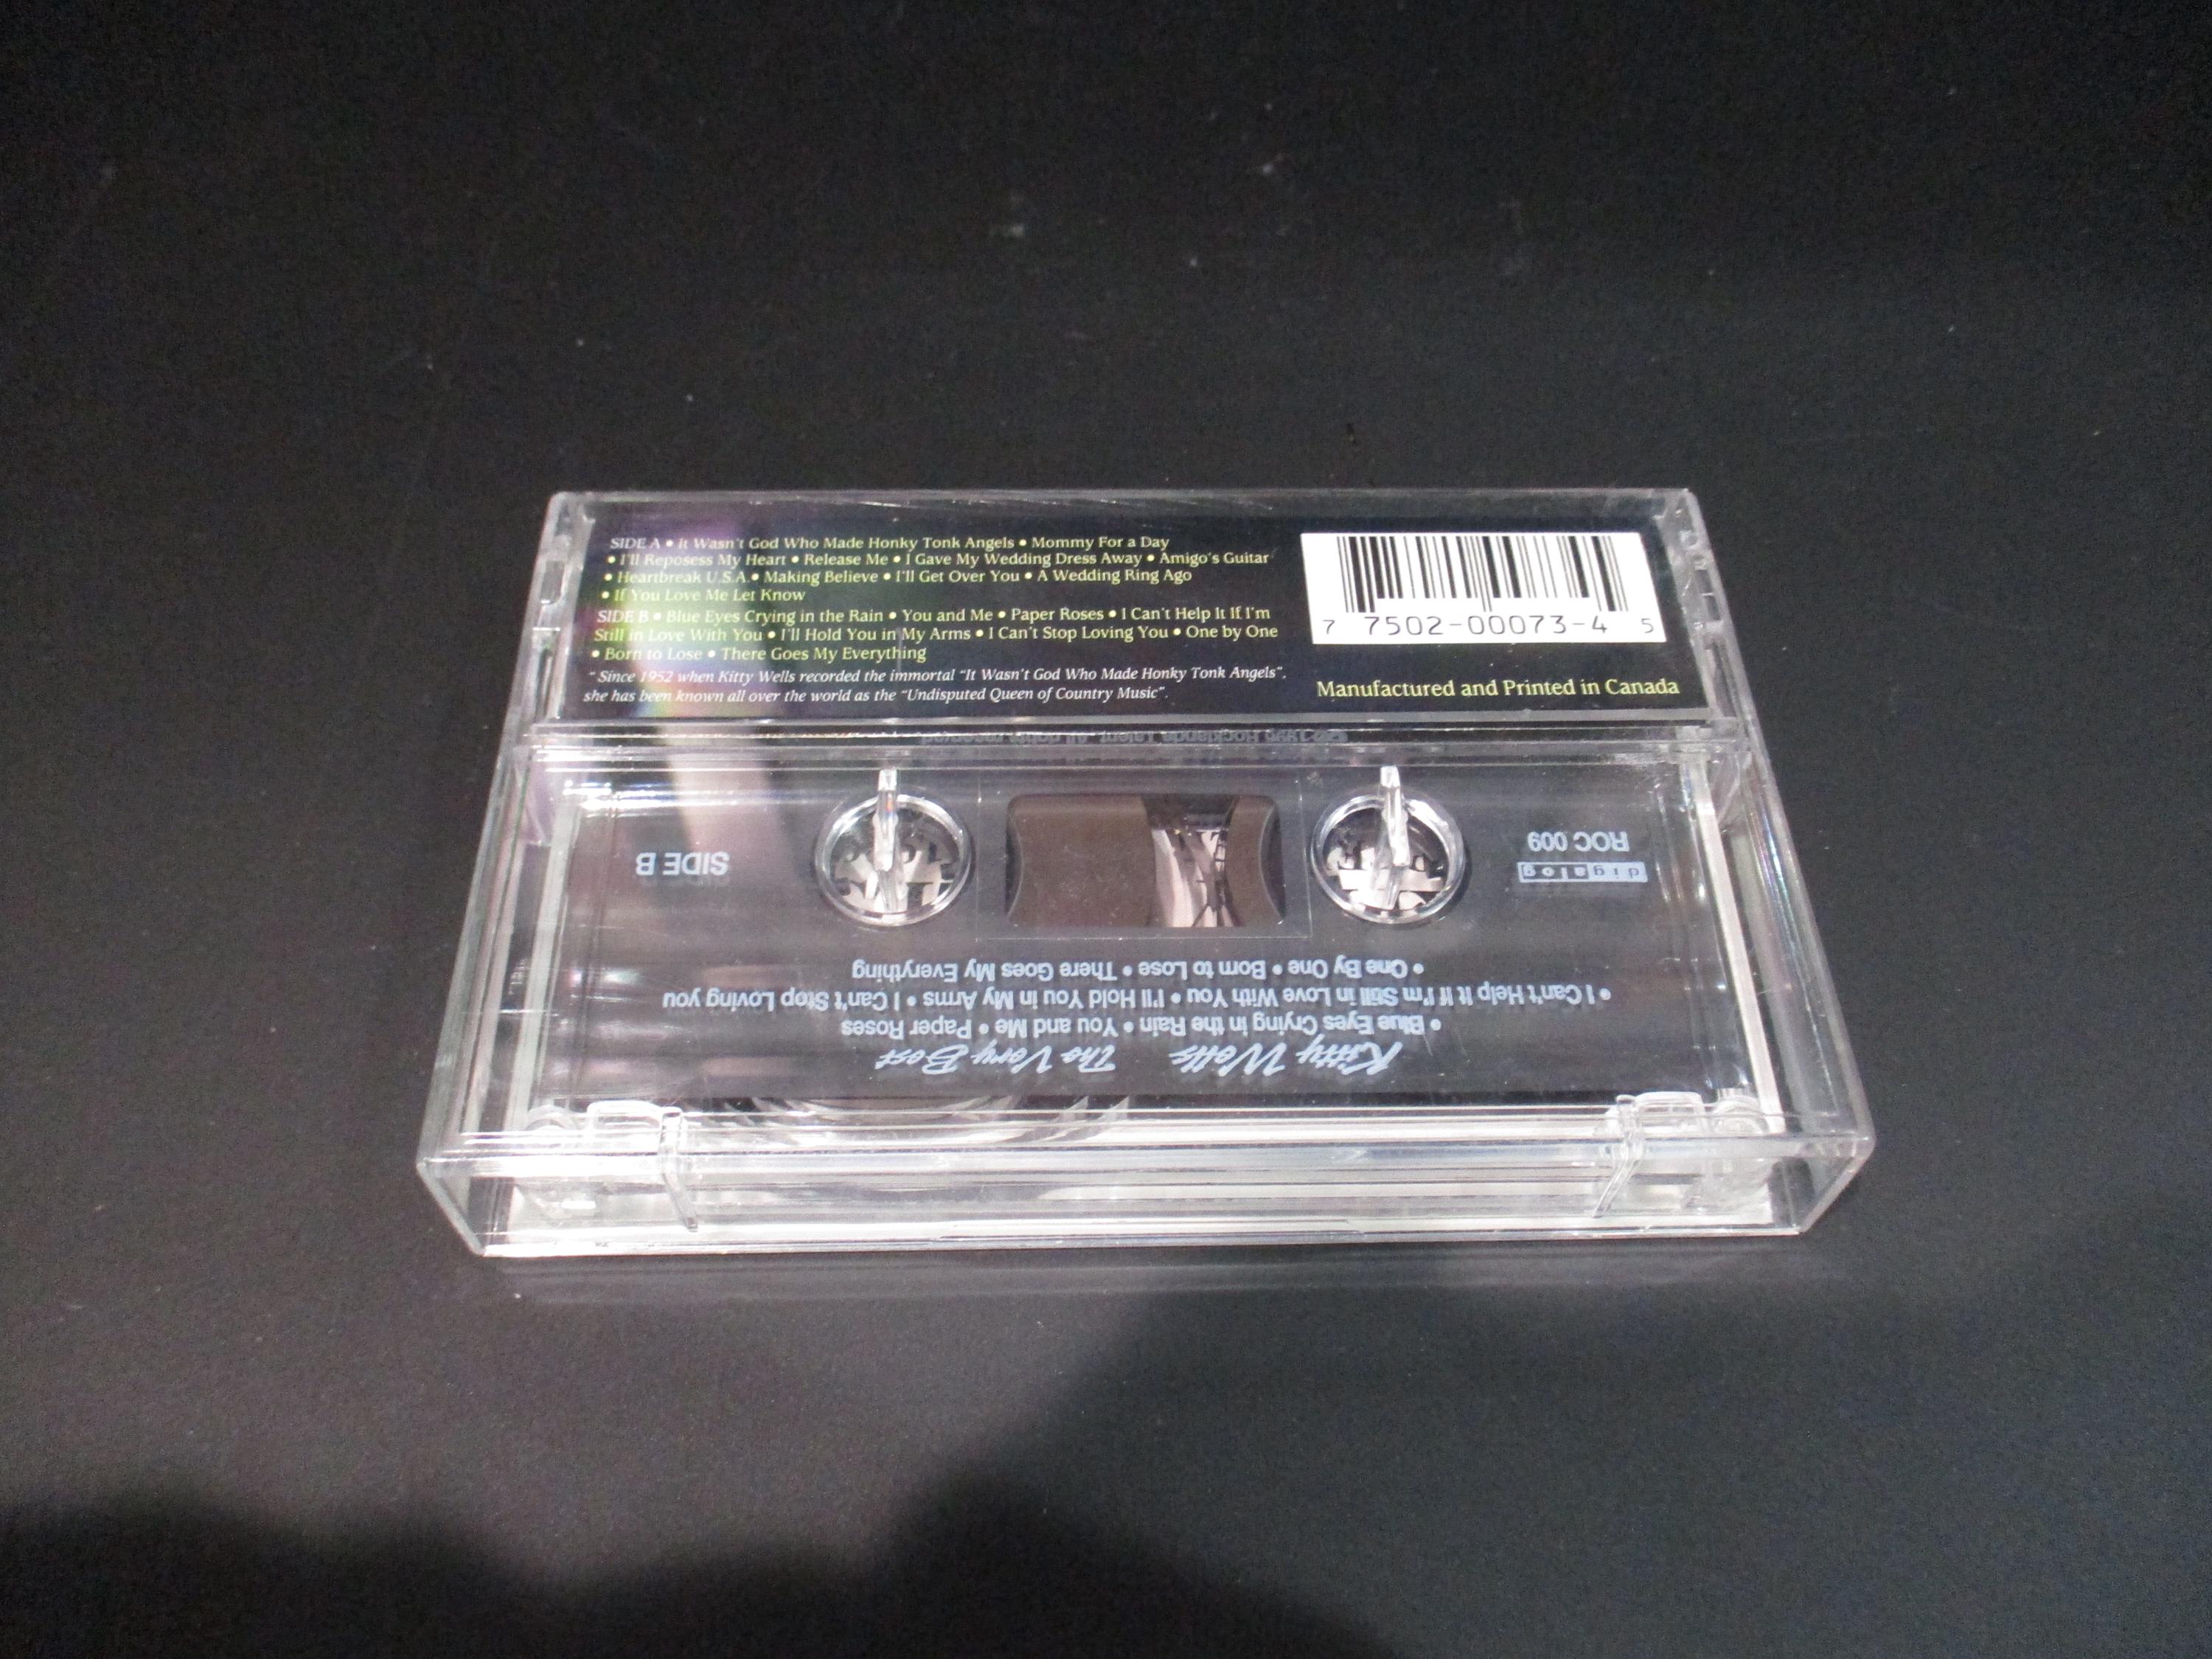 SIDE A • It Wasn't God Who Made Honky Tonk Angels • Mommy For a Day
• I'll Reposess My Heart • Release Me • I Gave My Wedding Dress Away • Amigo's Guitar
• Heartbreak U.S.A. • Making Believe • I'll Get Over You • A Wedding Ring Ago
• If You Love Me Let Know
SIDE B • Blue Eyes Crying in the Rain • You and Me • Paper Roses • I Can't Help It If I'm
Still in Love With You • I'll Hold You in My Arms • I Can't Stop Loving You • One by One
• Born to Lose • There Goes My Everything
"Since 1952 when Kitty Wells recorded the immortal "It Wasn't God Who Made Honky Tonk Angels",
she has been known all over the world as the "Undisputed Queen of Country Music".
7 7502-00073-4 5
Manufactured and Printed in Canada
Kitty Wells The Very Best
• Blue Eyes Crying in the Rain • You and Me • Paper Roses
• I Can't Help It If I'm Still in Love With You • I'll Hold You in My Arms • I Can't Stop Loving you
• One By One • Born to Lose • There Goes My Everything
digalog
ROC 009
SIDE B
Rocklands Talent. All rights reserved